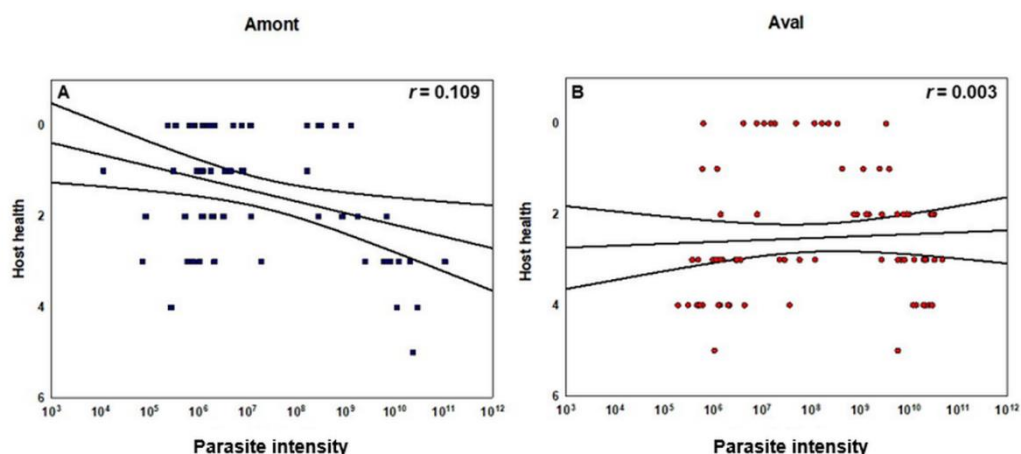 Amont
A
r = 0.109
0
2
4
6
Host health
10³ 10⁴ 10⁵ 10⁶ 10⁷ 10⁸ 10⁹ 10¹⁰ 10¹¹ 10¹²
Parasite intensity
Aval
B
r = 0.003
0
2
4
6
Host health
10³ 10⁴ 10⁵ 10⁶ 10⁷ 10⁸ 10⁹ 10¹⁰ 10¹¹ 10¹²
Parasite intensity